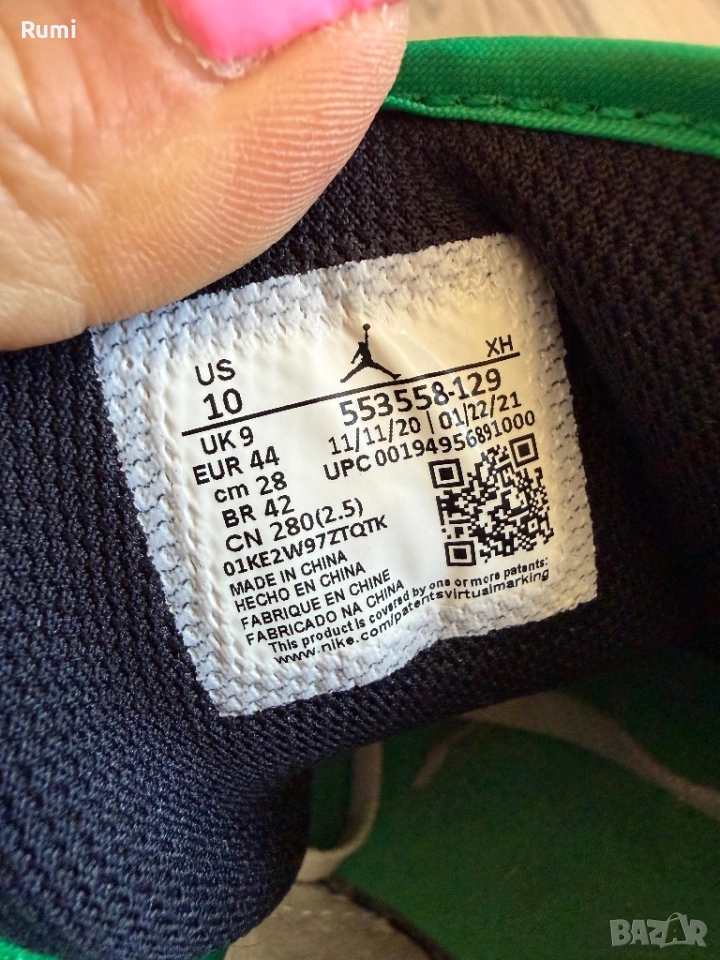 Rumi
US
10
XH
553558-129
11/11/20 | 01/22/21
UPC 00194956891000
UK 9
EUR 44
cm 28
BR 42
CN 280(2.5)
01KE2W97ZTQTK
MADE IN CHINA
HECHO EN CHINA
FABRIQUE EN CHINE
FABRICADO NA CHINA
This product is covered by one or more patents:
www.nike.com/patentsvirtualmarking
BAZAR